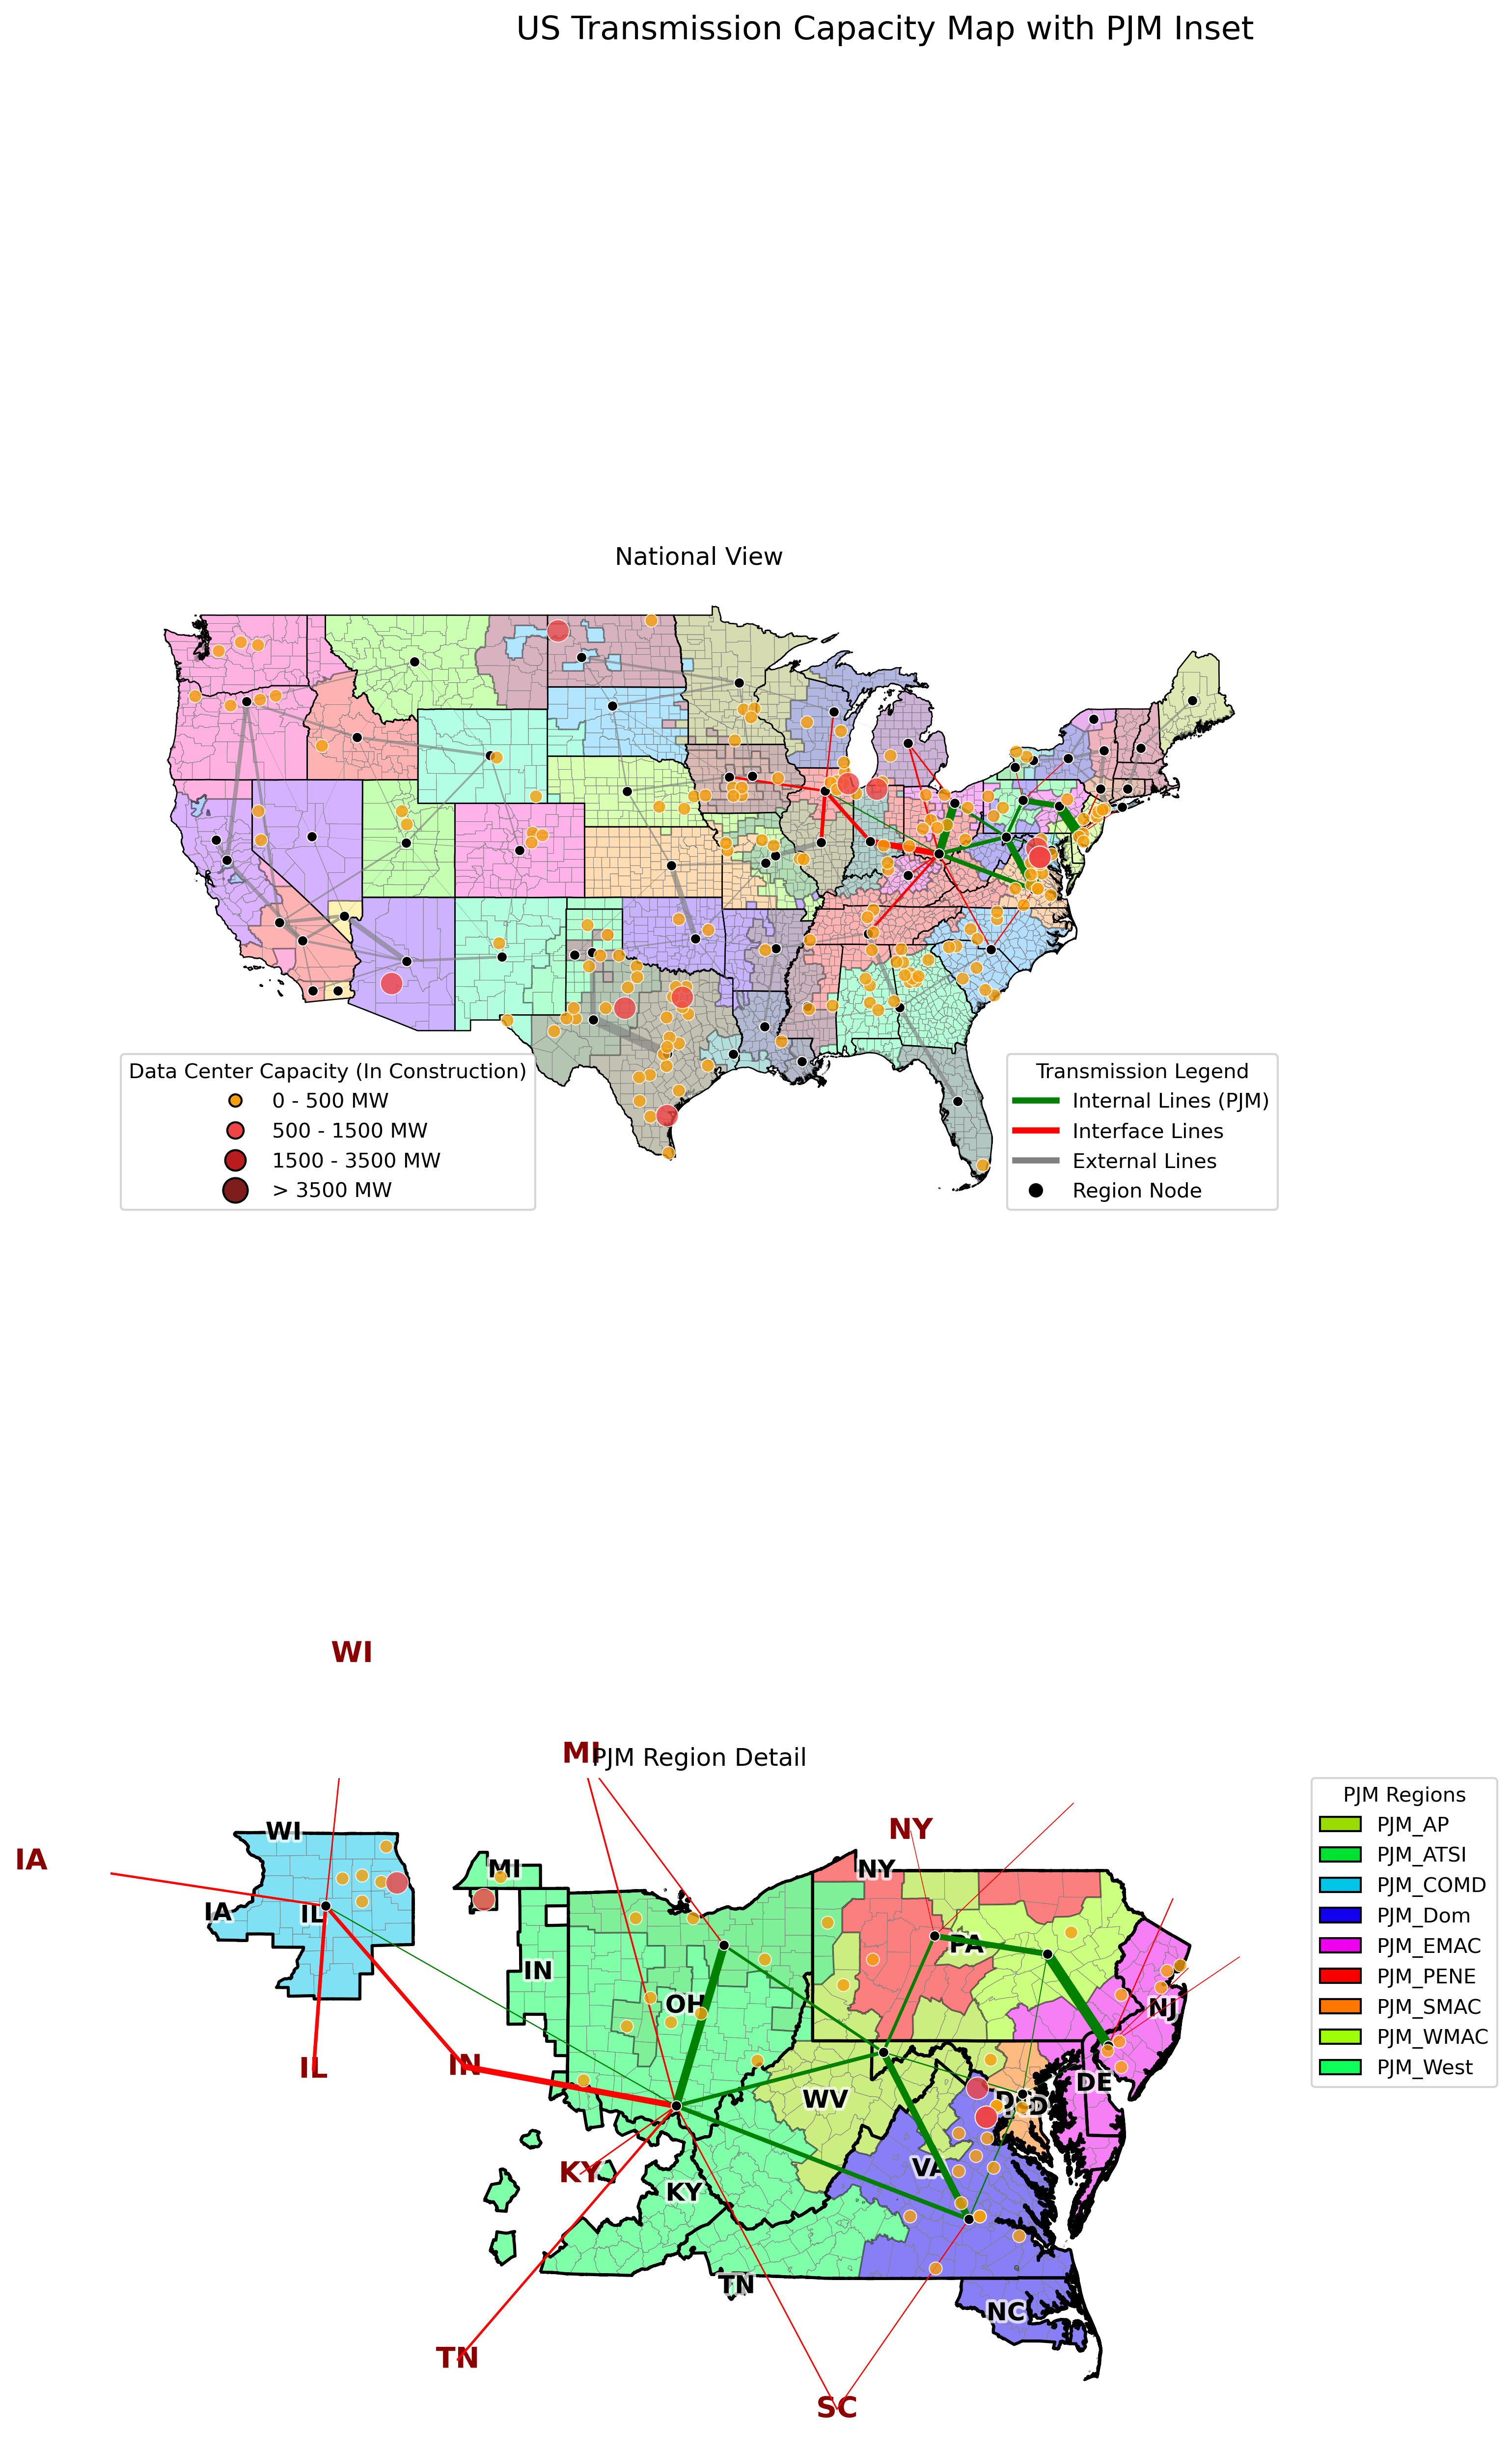 US Transmission Capacity Map with PJM Inset
National View
Data Center Capacity (In Construction)
0 - 500 MW
500 - 1500 MW
1500 - 3500 MW
> 3500 MW
Transmission Legend
Internal Lines (PJM)
Interface Lines
External Lines
Region Node
WI
MI
PJM Region Detail
NY
WI
IA
MI
NY
IA
IL
PA
IN
OH
NJ
IL
IN
DE
WV
VA
KY
KY
TN
NC
TN
SC
PJM Regions
PJM_AP
PJM_ATSI
PJM_COMD
PJM_Dom
PJM_EMAC
PJM_PENE
PJM_SMAC
PJM_WMAC
PJM_West